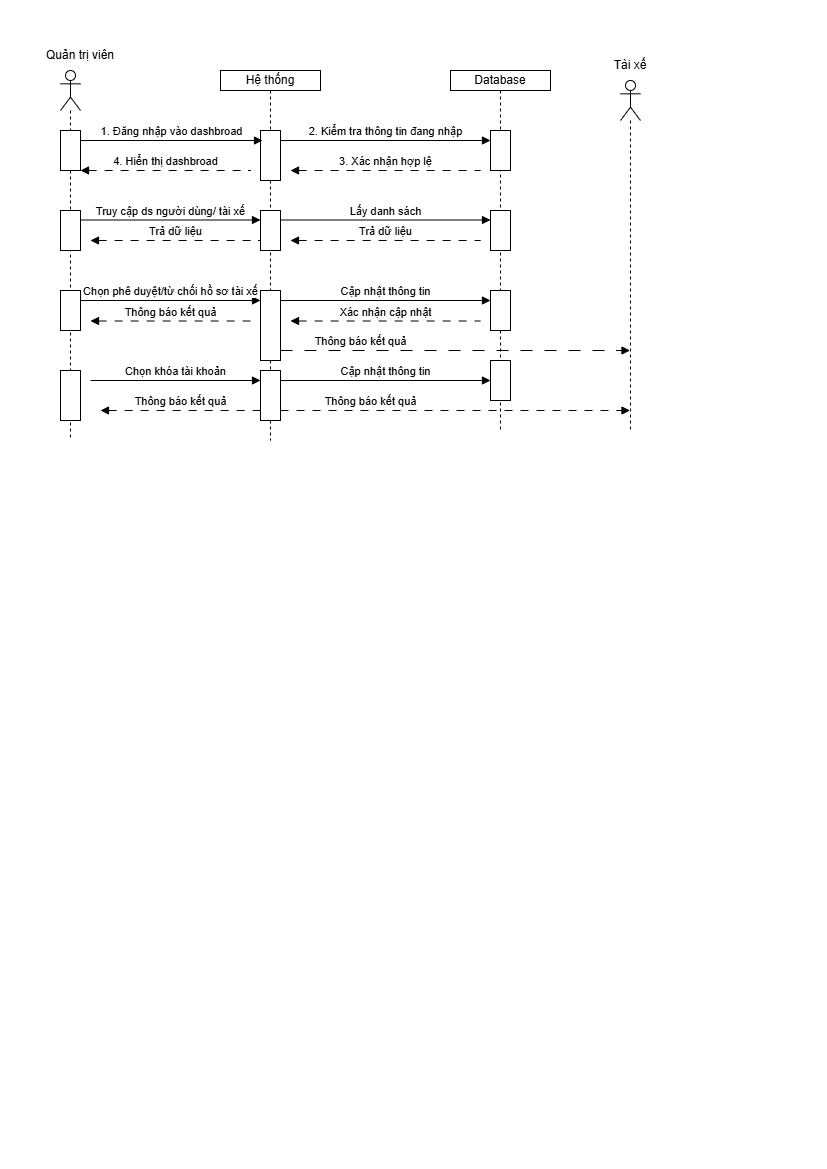 Quản trị viên
Hệ thống
Database
Tài xế
1. Đăng nhập vào dashbroad
2. Kiểm tra thông tin đang nhập
4. Hiển thị dashbroad
3. Xác nhận hợp lệ
Truy cập ds người dùng/ tài xế
Lấy danh sách
Trả dữ liệu
Trả dữ liệu
Chọn phê duyệt/từ chối hồ sơ tài xế
Cập nhật thông tin
Thông báo kết quả
Xác nhận cập nhật
Thông báo kết quả
Chọn khóa tài khoản
Cập nhật thông tin
Thông báo kết quả
Thông báo kết quả